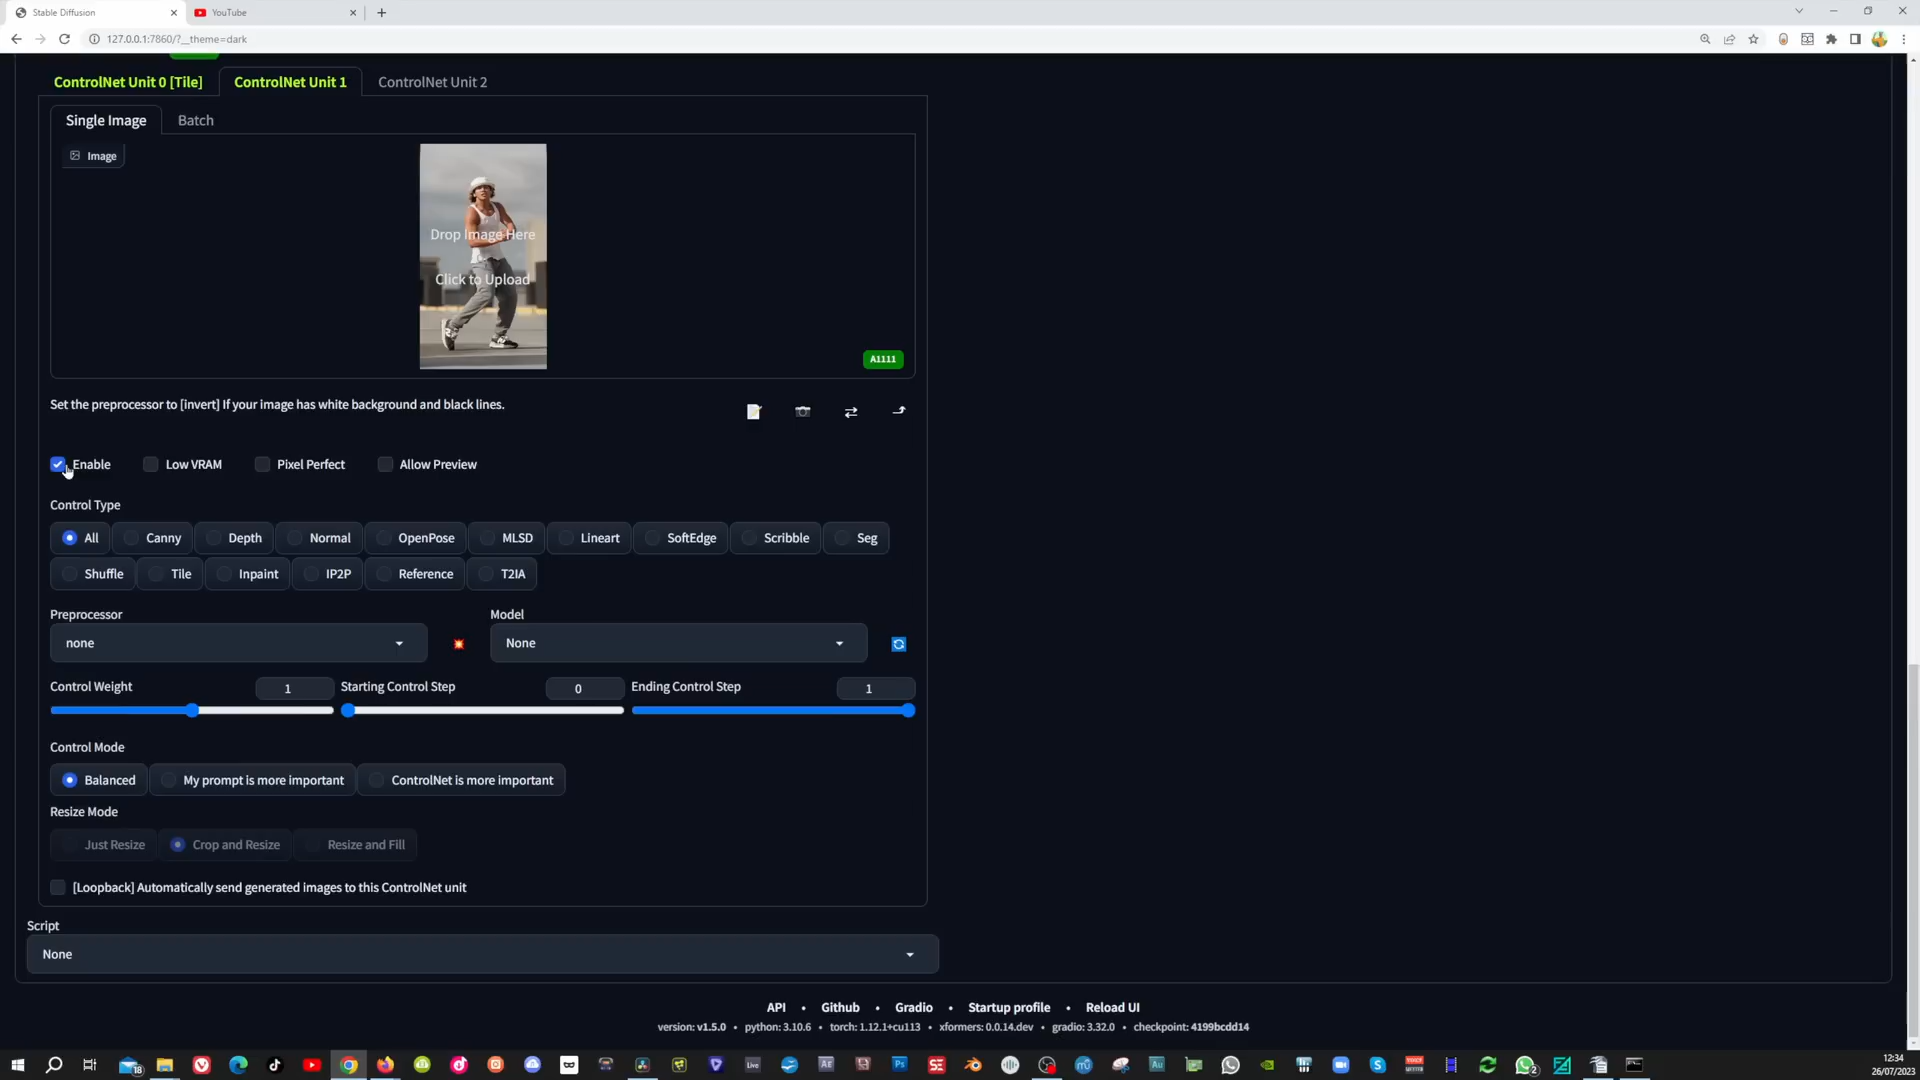 Stable Diffusion
YouTube
127.0.0.1:7860/?__theme=dark
ControlNet Unit 0 [Tile]
ControlNet Unit 1
ControlNet Unit 2
Single Image
Batch
Image
Drop Image Here
Click to Upload
A1111
Set the preprocessor to [invert] If your image has white background and black lines.
Enable
Low VRAM
Pixel Perfect
Allow Preview
Control Type
All
Canny
Depth
Normal
OpenPose
MLSD
Lineart
SoftEdge
Scribble
Seg
Shuffle
Tile
Inpaint
IP2P
Reference
T2IA
Preprocessor
Model
none
None
Control Weight
1
Starting Control Step
0
Ending Control Step
1
Control Mode
Balanced
My prompt is more important
ControlNet is more important
Resize Mode
Just Resize
Crop and Resize
Resize and Fill
[Loopback] Automatically send generated images to this ControlNet unit
Script
None
API • Github • Gradio • Startup profile • Reload UI
version: v1.5.0 • python: 3.10.6 • torch: 1.12.1+cu113 • xformers: 0.0.14.dev • gradio: 3.32.0 • checkpoint: 4199bcdd14
18
Live
Ae
Ps
SE
Au
2
12:34
26/07/2023